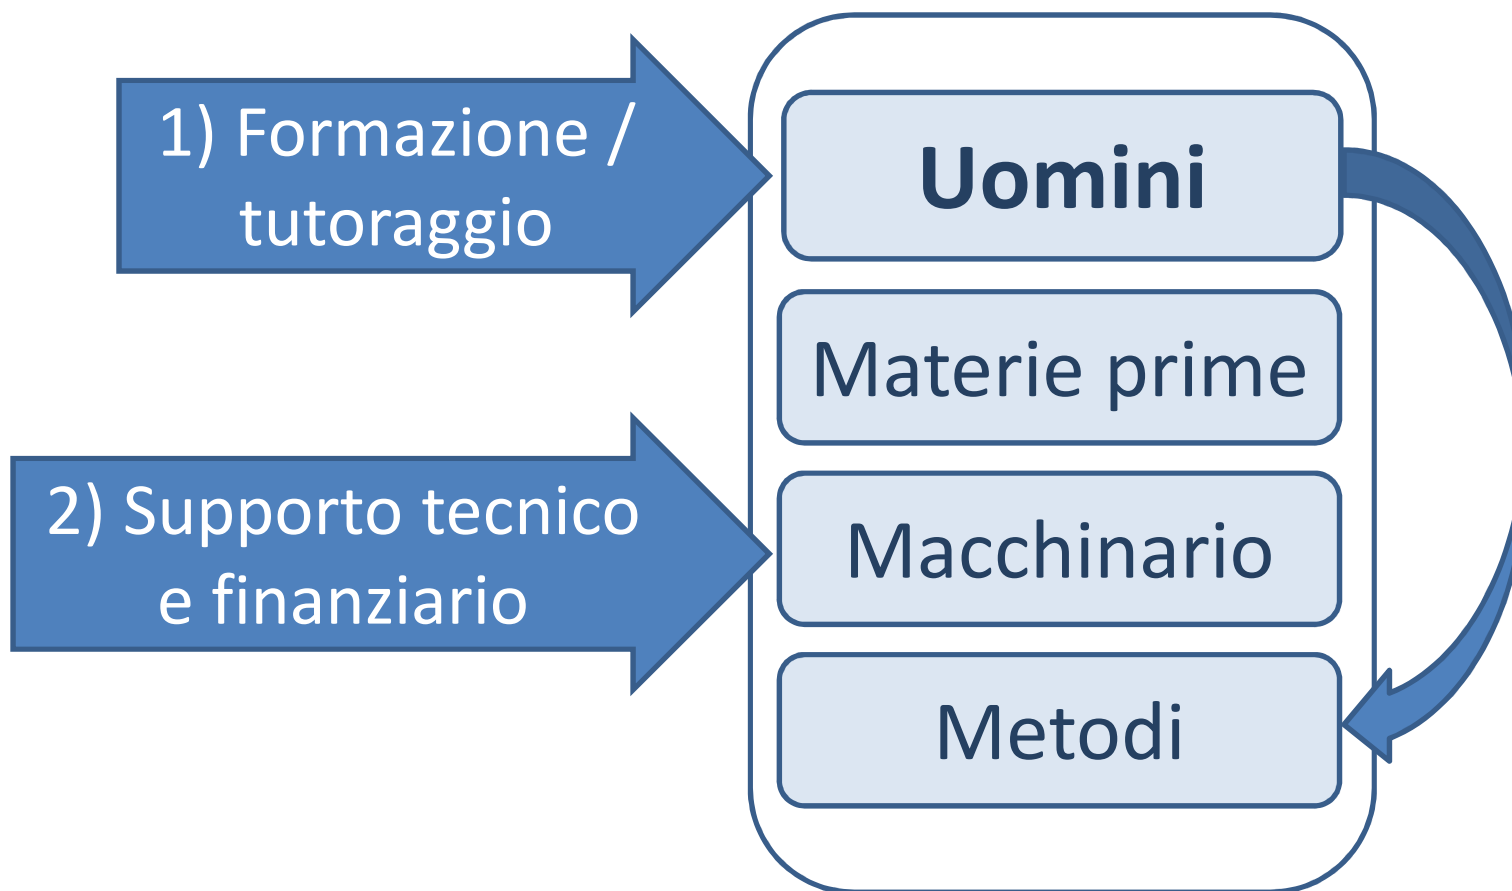 1) Formazione /
tutoraggio
2) Supporto tecnico
e finanziario
Uomini
Materie prime
Macchinario
Metodi